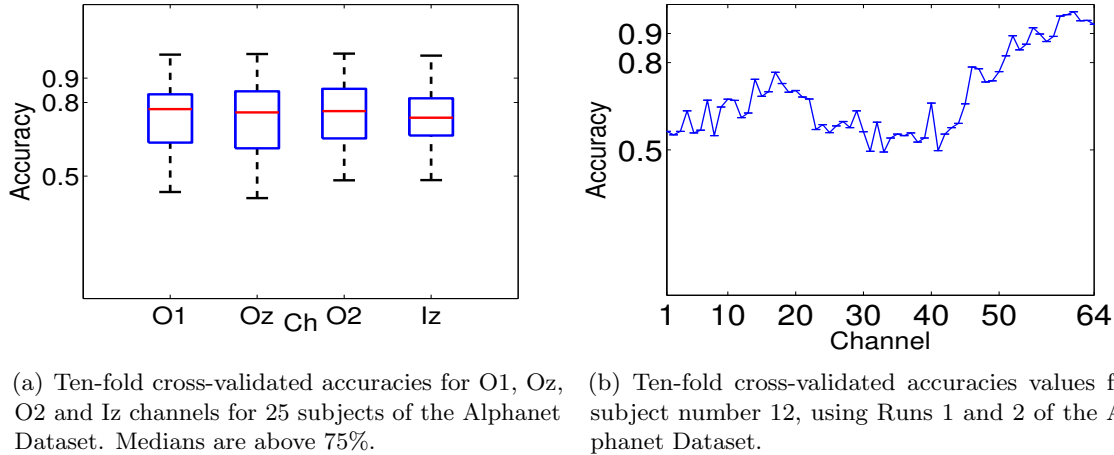 0.9
0.8
0.5
Accuracy
O1 Oz Ch O2 Iz
0.9
0.8
0.5
Accuracy
1 10 20 30 40 50 64
Channel
(a) Ten-fold cross-validated accuracies for O1, Oz,
O2 and Iz channels for 25 subjects of the Alphanet
Dataset. Medians are above 75%.
(b) Ten-fold cross-validated accuracies values f
subject number 12, using Runs 1 and 2 of the A
phanet Dataset.